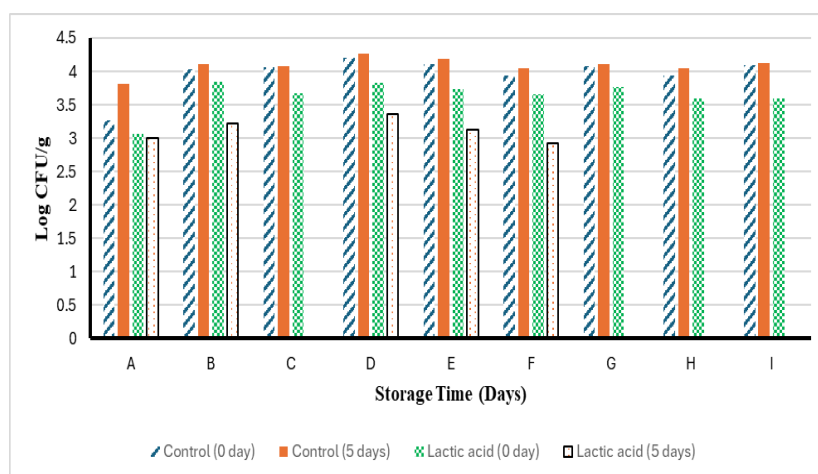 4.5
4
3.5
3
2.5
2
1.5
1
0.5
0
Log CFU/g
A B C D E F G H I
Storage Time (Days)
Control (0 day) Control (5 days) Lactic acid (0 day) Lactic acid (5 days)